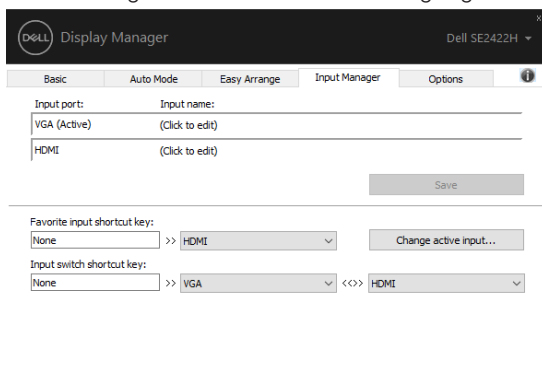 DELL Display Manager
Dell SE2422H
Basic Auto Mode Easy Arrange Input Manager Options
Input port: Input name:
VGA (Active) (Click to edit)
HDMI (Click to edit)
Save
Favorite input shortcut key:
None >> HDMI Change active input...
Input switch shortcut key:
None >> VGA <<>> HDMI